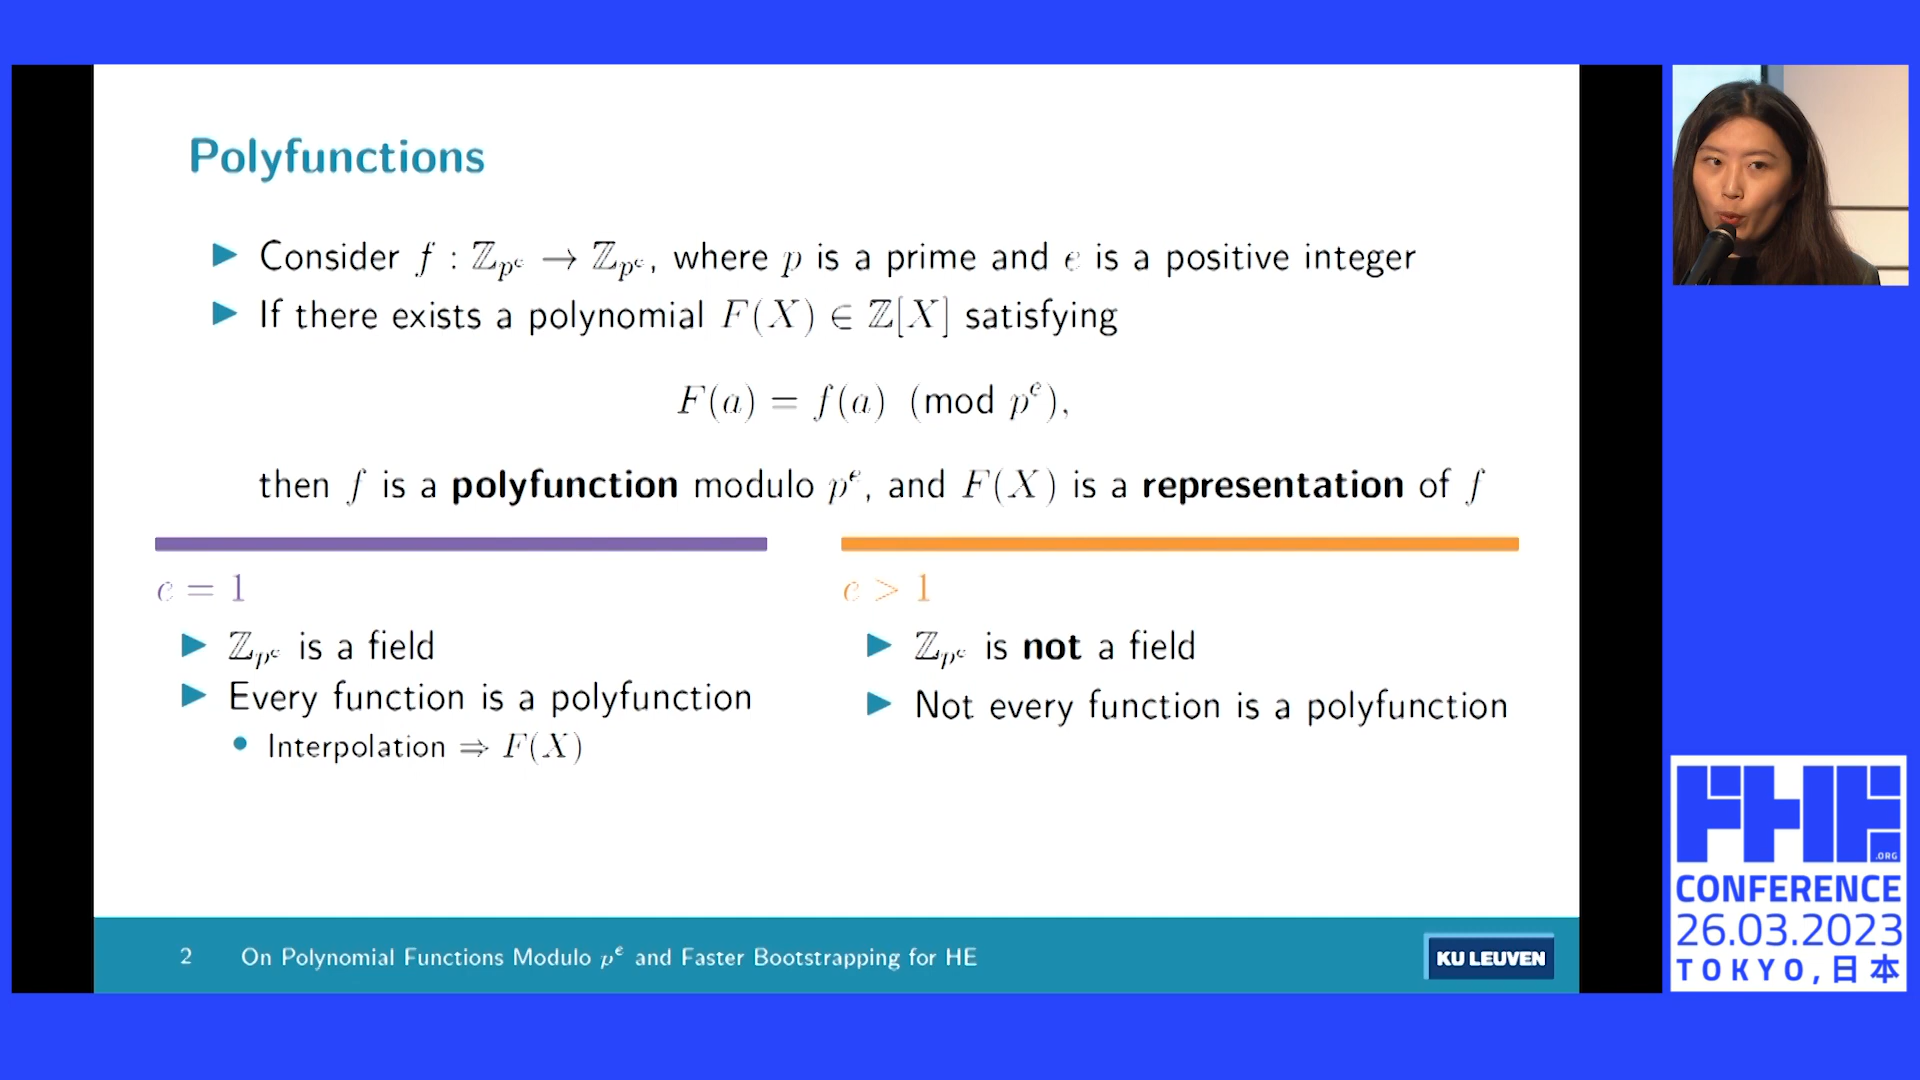 Polyfunctions
▶ Consider f : ℤ_{p^e} → ℤ_{p^e}, where p is a prime and e is a positive integer
▶ If there exists a polynomial F(X) ∈ ℤ[X] satisfying
F(a) = f(a) (mod p^e),
then f is a polyfunction modulo p^e, and F(X) is a representation of f
e = 1
▶ ℤ_{p^e} is a field
▶ Every function is a polyfunction
• Interpolation ⇒ F(X)
e > 1
▶ ℤ_{p^e} is not a field
▶ Not every function is a polyfunction
2 On Polynomial Functions Modulo p^e and Faster Bootstrapping for HE
KU LEUVEN
FHE
.ORG
CONFERENCE
26.03.2023
TOKYO, 日本